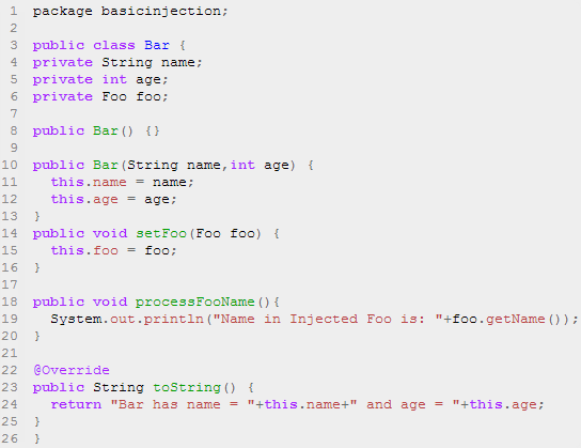 1 package basicinjection;
2
3 public class Bar {
4 private String name;
5 private int age;
6 private Foo foo;
7
8 public Bar() {}
9
10 public Bar(String name,int age) {
11   this.name = name;
12   this.age = age;
13 }
14 public void setFoo(Foo foo) {
15   this.foo = foo;
16 }
17
18 public void processFooName(){
19   System.out.println("Name in Injected Foo is: "+foo.getName());
20 }
21
22 @Override
23 public String toString() {
24   return "Bar has name = "+this.name+" and age = "+this.age;
25 }
26 }